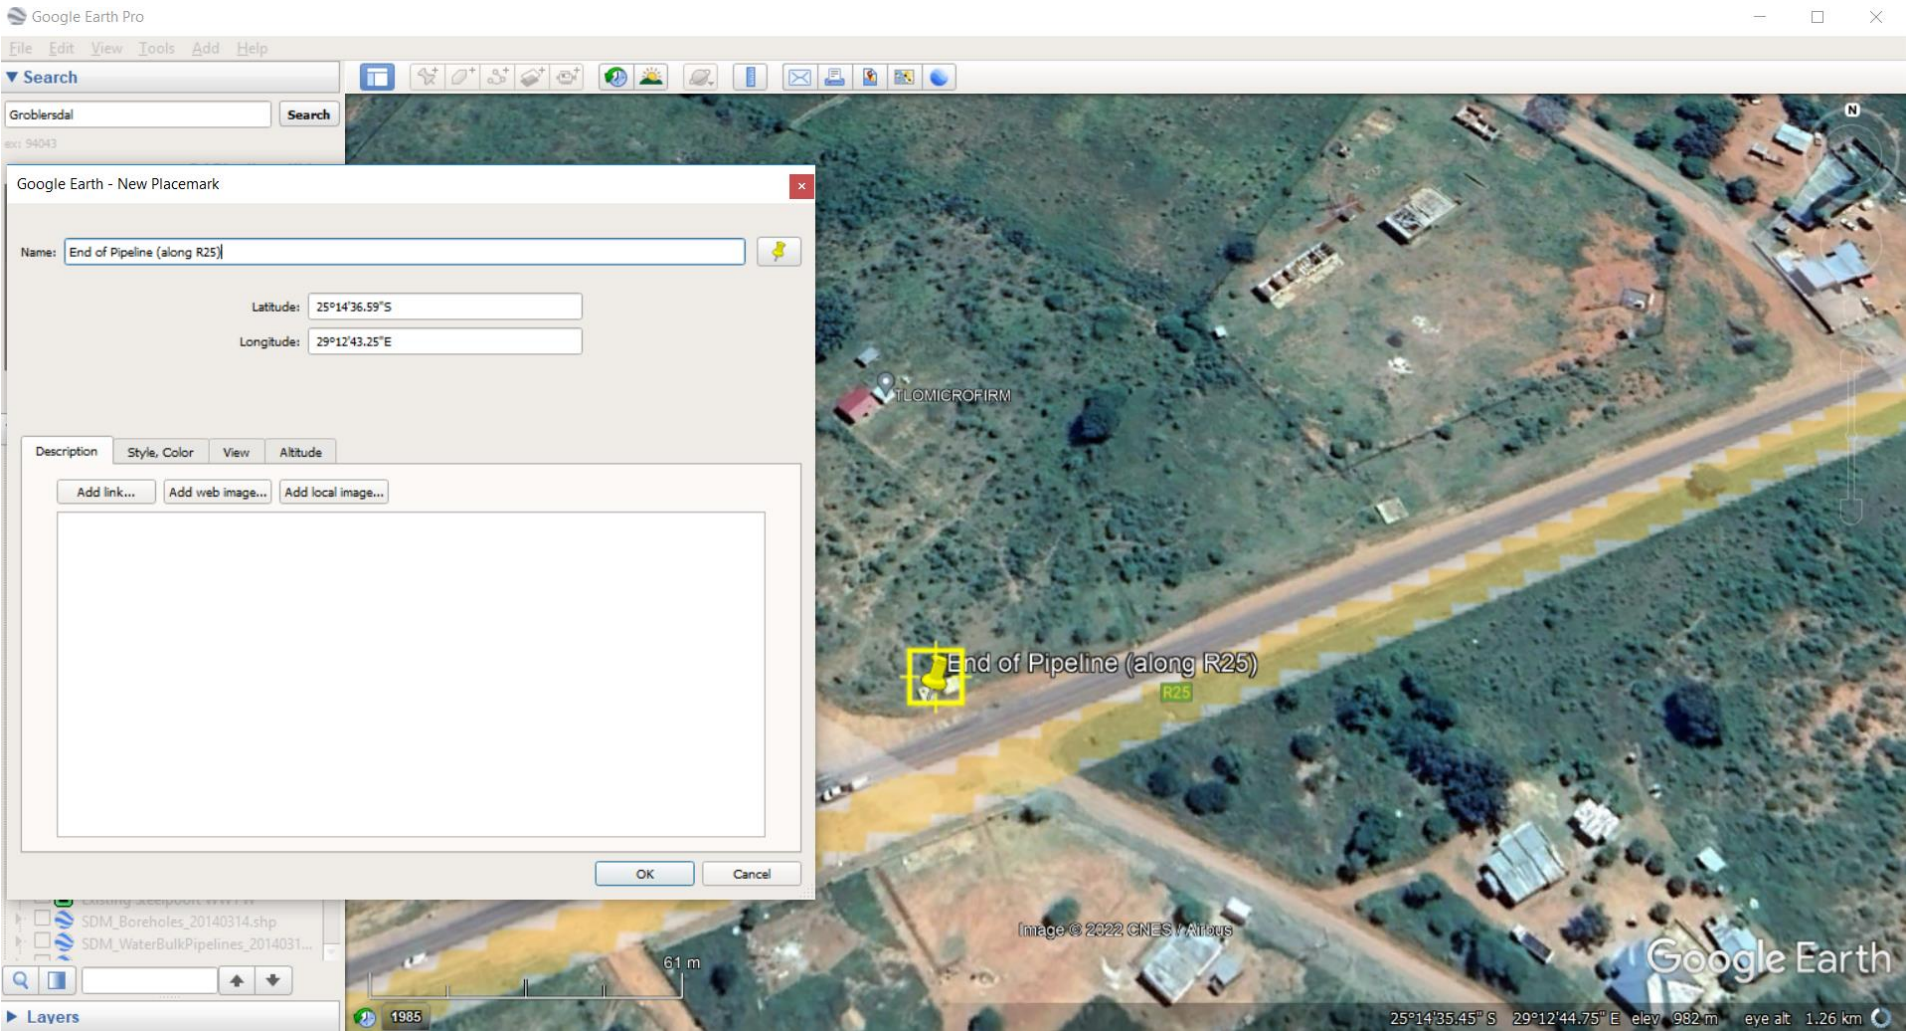 Google Earth Pro
File Edit View Tools Add Help
Search
Groblersdal
Search
ex: 94043
Google Earth - New Placemark
Name: End of Pipeline (along R25)
Latitude: 25°14'36.59"S
Longitude: 29°12'43.25"E
Description Style, Color View Altitude
Add link... Add web image... Add local image...
OK Cancel
SDM_Boreholes_20140314.shp
SDM_WaterBulkPipelines_2014031...
Layers
N
TLOMICROFIRM
End of Pipeline (along R25)
R25
Image © 2022 CNES / Airbus
Google Earth
61 m
1985
25°14'35.45" S 29°12'44.75" E elev 982 m eye alt 1.26 km